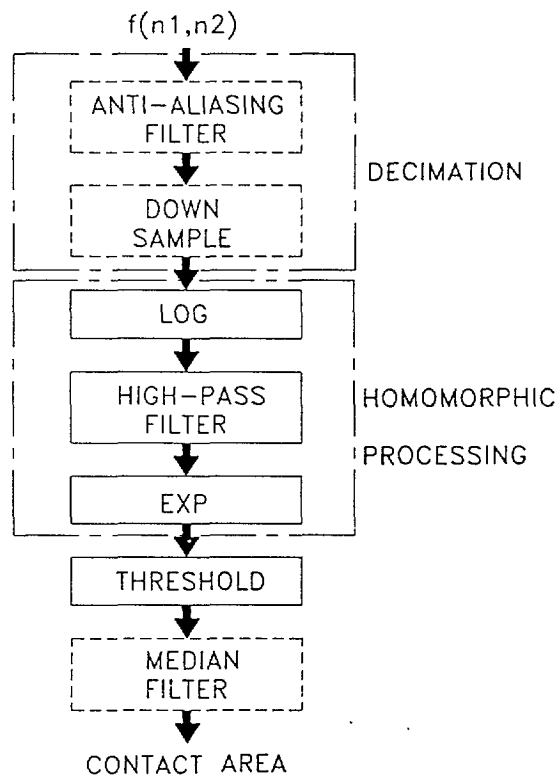 f(n1,n2)
ANTI-ALIASING
FILTER
DECIMATION
DOWN
SAMPLE
LOG
HIGH-PASS
FILTER
HOMOMORPHIC
PROCESSING
EXP
THRESHOLD
MEDIAN
FILTER
CONTACT AREA